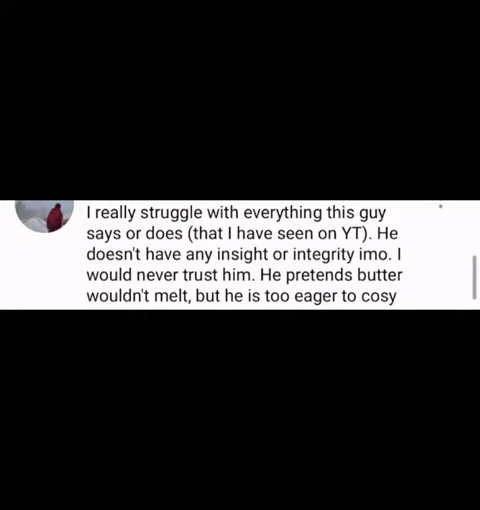 I really struggle with everything this guy
says or does (that I have seen on YT). He
doesn't have any insight or integrity imo. I
would never trust him. He pretends butter
wouldn't melt, but he is too eager to cosy